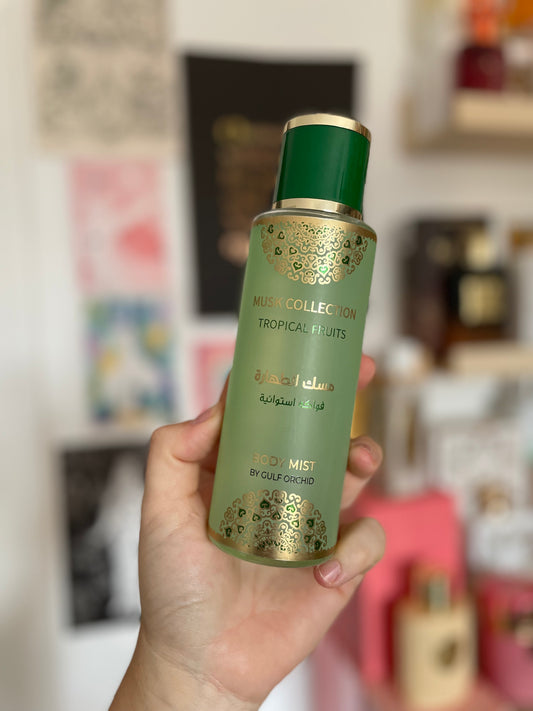 MUSK COLLECTION
TROPICAL FRUITS
مسك الطهارة
فواكه استوائية
BODY MIST
BY GULF ORCHID